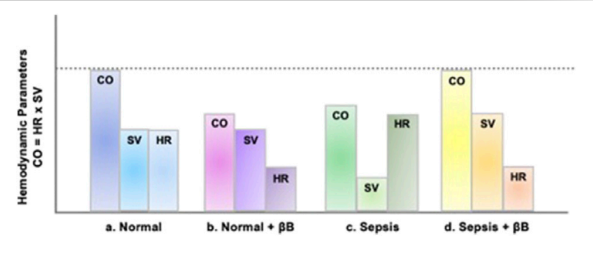 Hemodynamic Parameters
CO = HR x SV
CO
SV
HR
CO
SV
HR
CO
SV
HR
CO
SV
HR
a. Normal
b. Normal + βB
c. Sepsis
d. Sepsis + βB